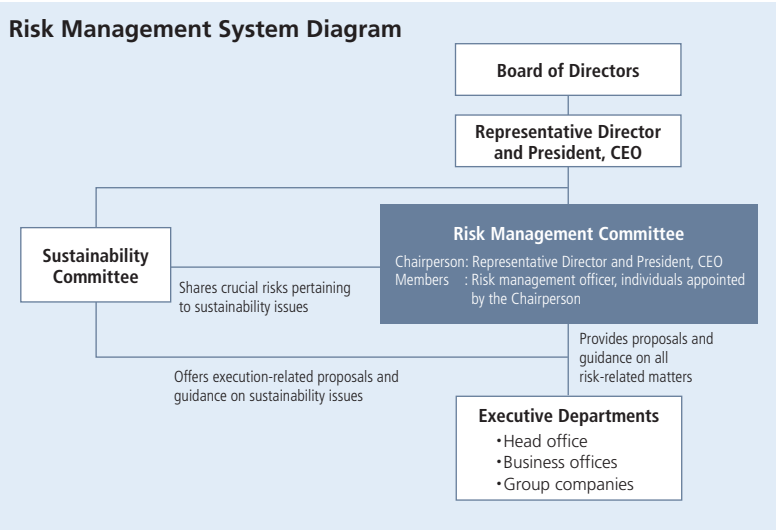 Risk Management System Diagram
Board of Directors
Representative Director
and President, CEO
Risk Management Committee
Chairperson: Representative Director and President, CEO
Members : Risk management officer, individuals appointed
by the Chairperson
Sustainability
Committee
Shares crucial risks pertaining
to sustainability issues
Provides proposals and
guidance on all
risk-related matters
Offers execution-related proposals and
guidance on sustainability issues
Executive Departments
・Head office
・Business offices
・Group companies